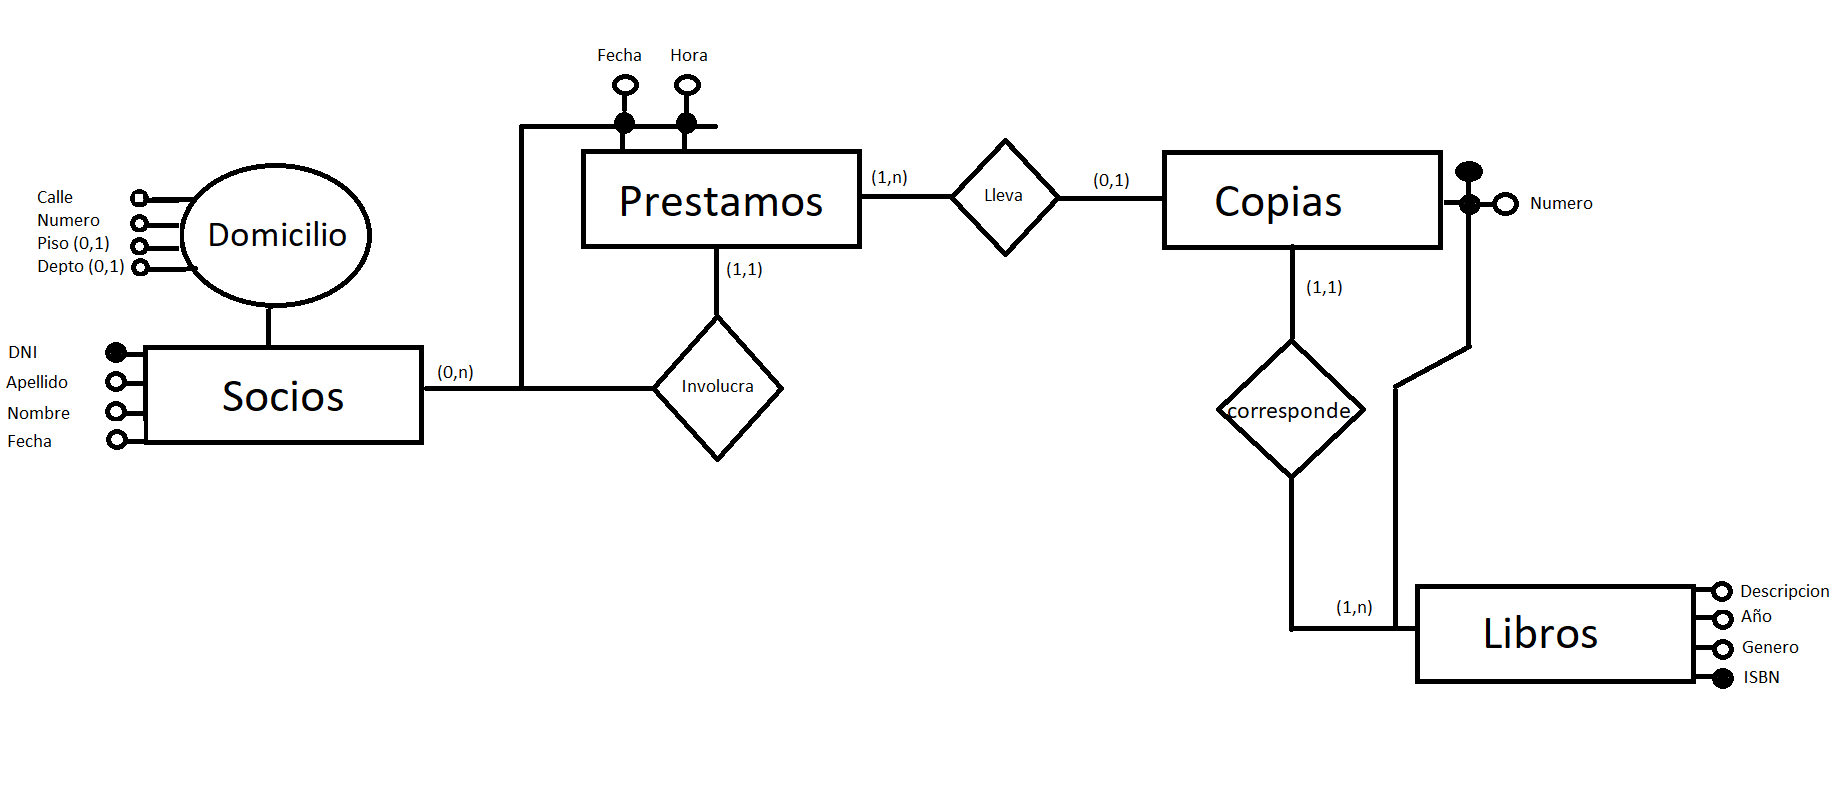 Fecha Hora
Prestamos
(1,n)
Lleva
(0,1)
Copias
Numero
Calle
Numero
Piso (0,1)
Depto (0,1)
Domicilio
(1,1)
(1,1)
DNI
Apellido
Nombre
Fecha
Socios
(0,n)
Involucra
corresponde
(1,n)
Libros
Descripcion
Año
Genero
ISBN